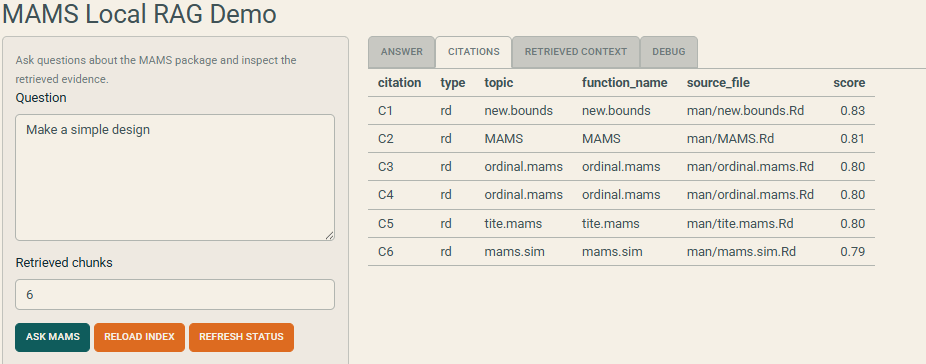 MAMS Local RAG Demo
Ask questions about the MAMS package and inspect the
retrieved evidence.
Question
Make a simple design
Retrieved chunks
6
ASK MAMS RELOAD INDEX REFRESH STATUS
ANSWER CITATIONS RETRIEVED CONTEXT DEBUG
citation type topic function_name source_file score
C1 rd new.bounds new.bounds man/new.bounds.Rd 0.83
C2 rd MAMS MAMS man/MAMS.Rd 0.81
C3 rd ordinal.mams ordinal.mams man/ordinal.mams.Rd 0.80
C4 rd ordinal.mams ordinal.mams man/ordinal.mams.Rd 0.80
C5 rd tite.mams tite.mams man/tite.mams.Rd 0.80
C6 rd mams.sim mams.sim man/mams.sim.Rd 0.79